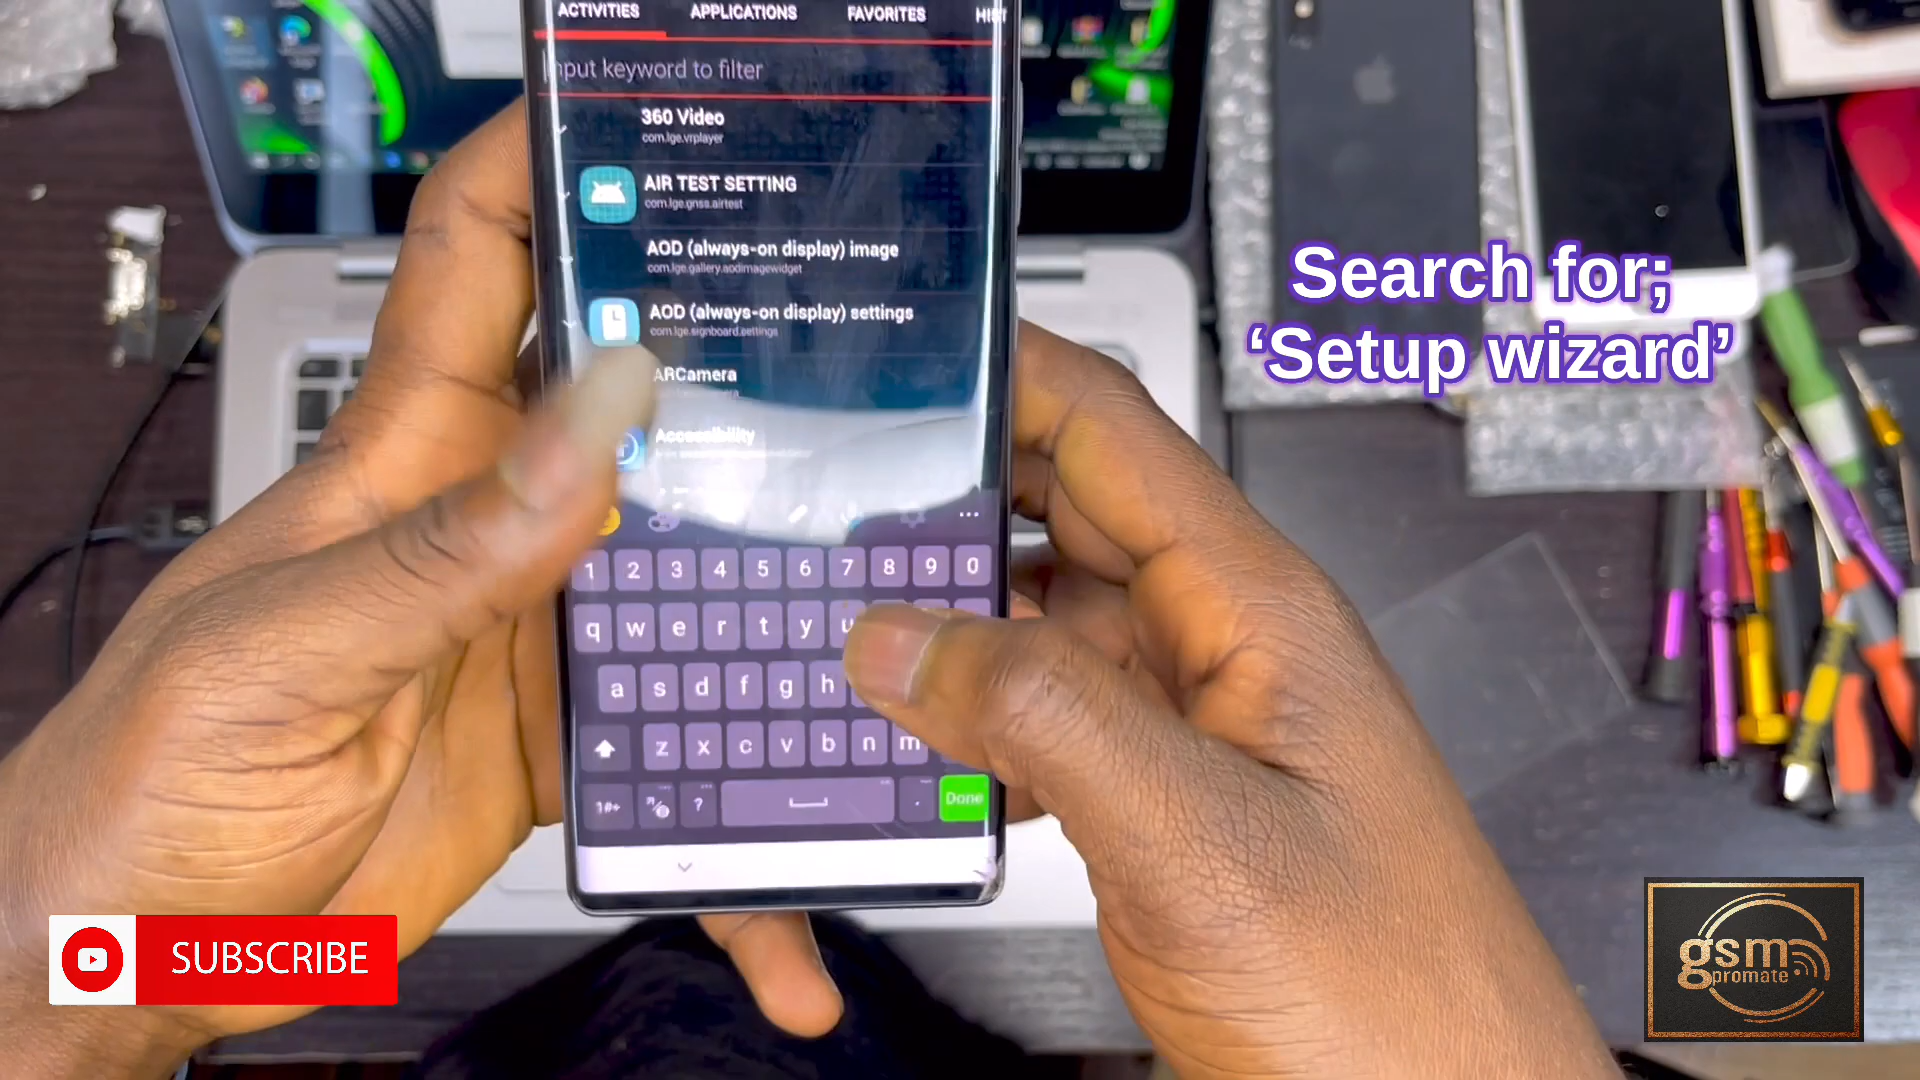 ACTIVITIES APPLICATIONS FAVORITES
Input keyword to filter
360 Video
com.lge.vrplayer
AIR TEST SETTING
com.lge.gnss.airtest
AOD (always-on display) image
com.lge.gallery.aodimagewidget
AOD (always-on display) settings
com.lge.signboard.settings
ARCamera
Accessibility
1 2 3 4 5 6 7 8 9 0
q w e r t y u
a s d f g h
z x c v b n m
? . Done
Search for;
‘Setup wizard’
SUBSCRIBE
gsm
promate